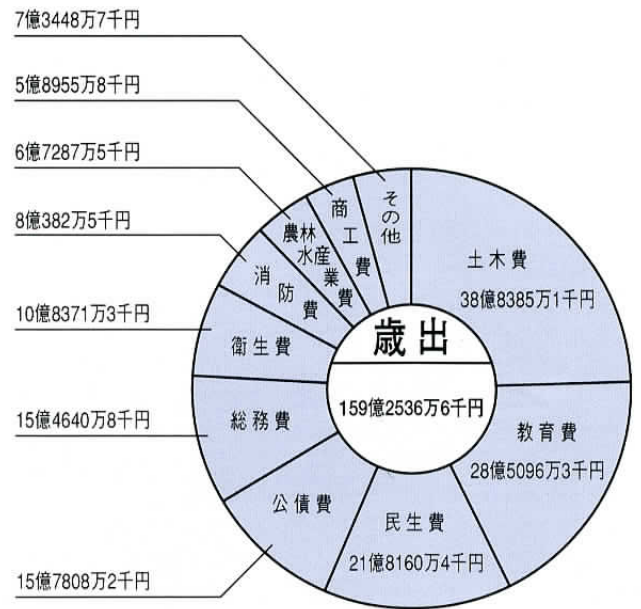 7億3448万7千円
5億8955万8千円
6億7287万5千円
8億382万5千円
10億8371万3千円
15億4640万8千円
15億7808万2千円
その他
商工費
農林水産業費
消防費
衛生費
総務費
公債費
民生費
21億8160万4千円
教育費
28億5096万3千円
土木費
38億8385万1千円
歳出
159億2536万6千円